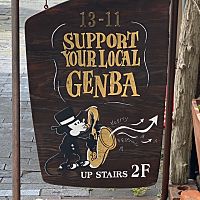 13-11
SUPPORT
YOUR LOCAL
GENBA
UP STAIRS 2F